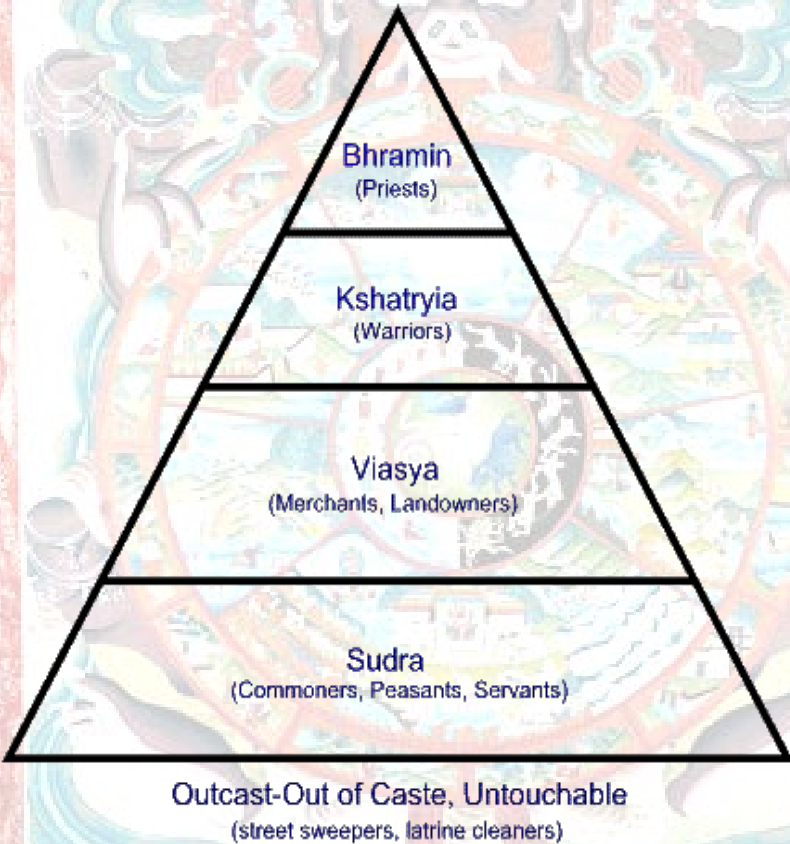 Bhramin
(Priests)
Kshatryia
(Warriors)
Viasya
(Merchants, Landowners)
Sudra
(Commoners, Peasants, Servants)
Outcast-Out of Caste, Untouchable
(street sweepers, latrine cleaners)